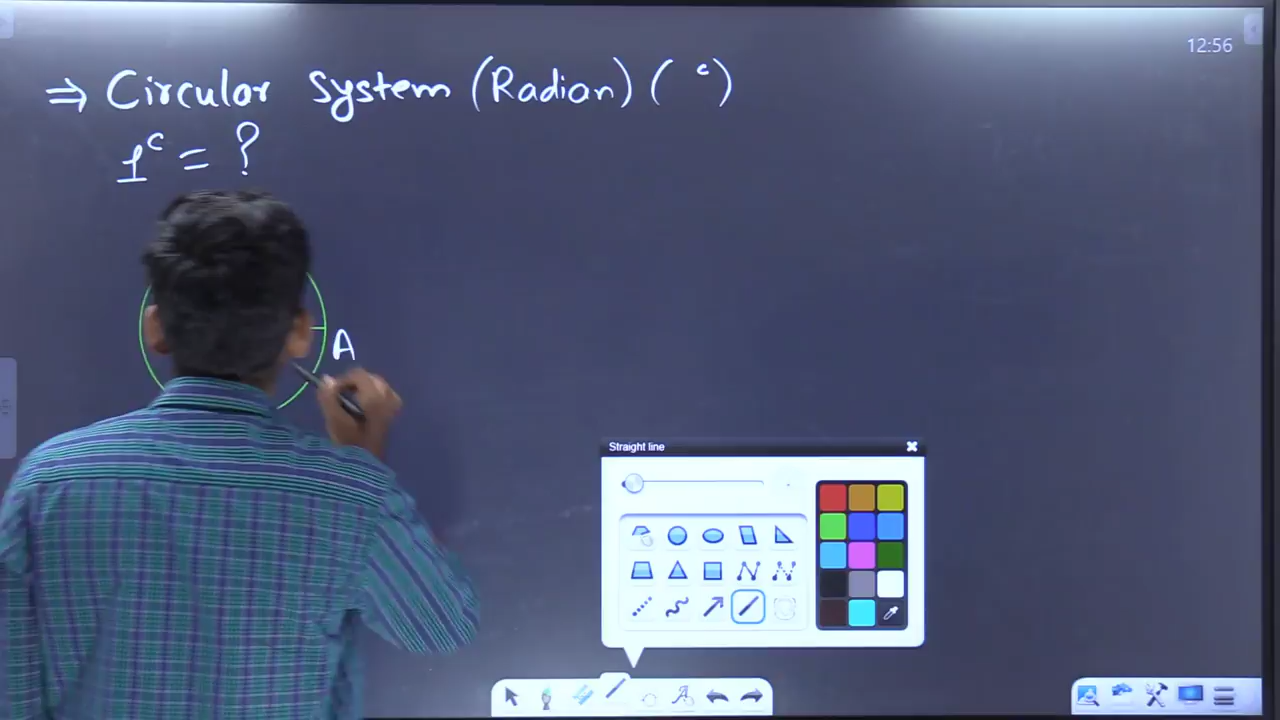 12:56
⇒ Circular System (Radian) ( ᶜ)
1ᶜ = ?
A
Straight line